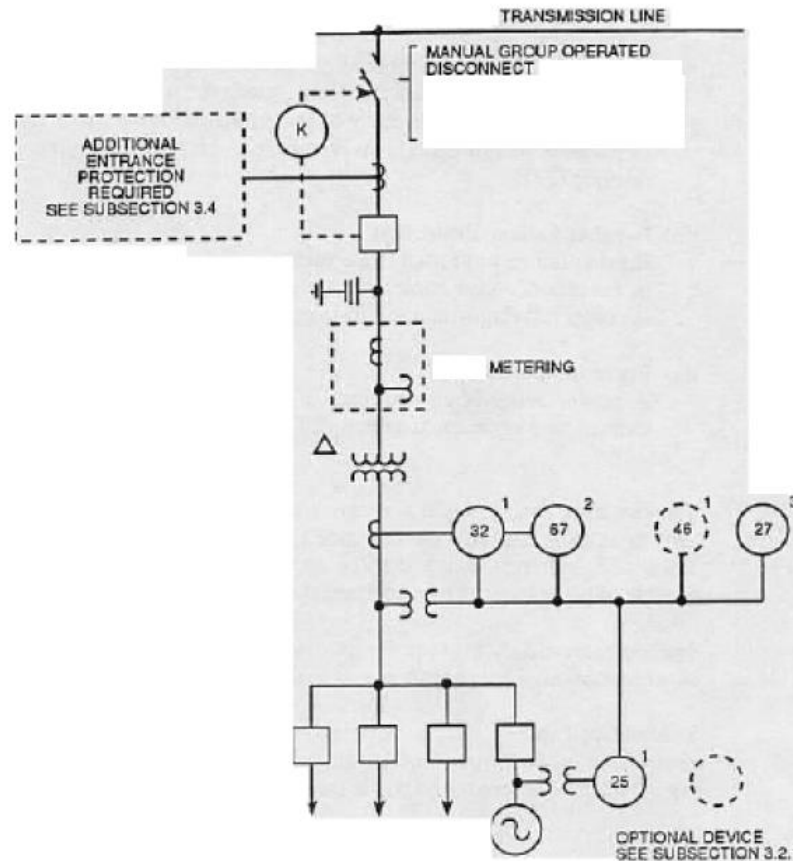 TRANSMISSION LINE
MANUAL GROUP OPERATED
DISCONNECT
K
ADDITIONAL
ENTRANCE
PROTECTION
REQUIRED
SEE SUBSECTION 3.4
METERING
32 1
67 2
46 1
27 3
25 1
OPTIONAL DEVICE
SEE SUBSECTION 3.2.